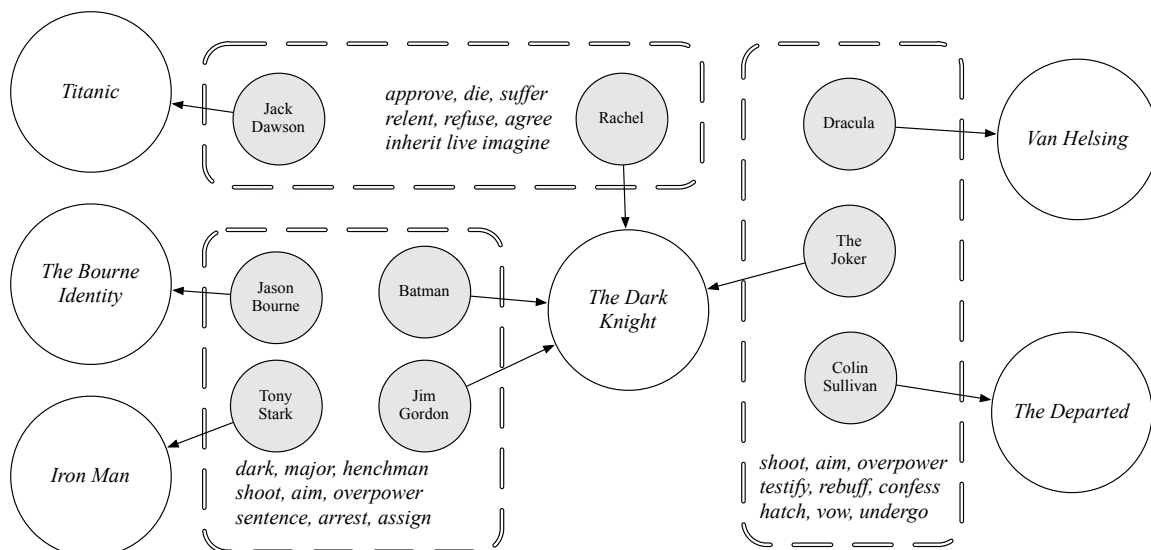 Titanic
Jack
Dawson
approve, die, suffer
relent, refuse, agree
inherit live imagine
Rachel
Dracula
Van Helsing
The Bourne
Identity
Jason
Bourne
Batman
The Dark
Knight
The
Joker
Iron Man
Tony
Stark
Jim
Gordon
dark, major, henchman
shoot, aim, overpower
sentence, arrest, assign
Colin
Sullivan
The Departed
shoot, aim, overpower
testify, rebuff, confess
hatch, vow, undergo